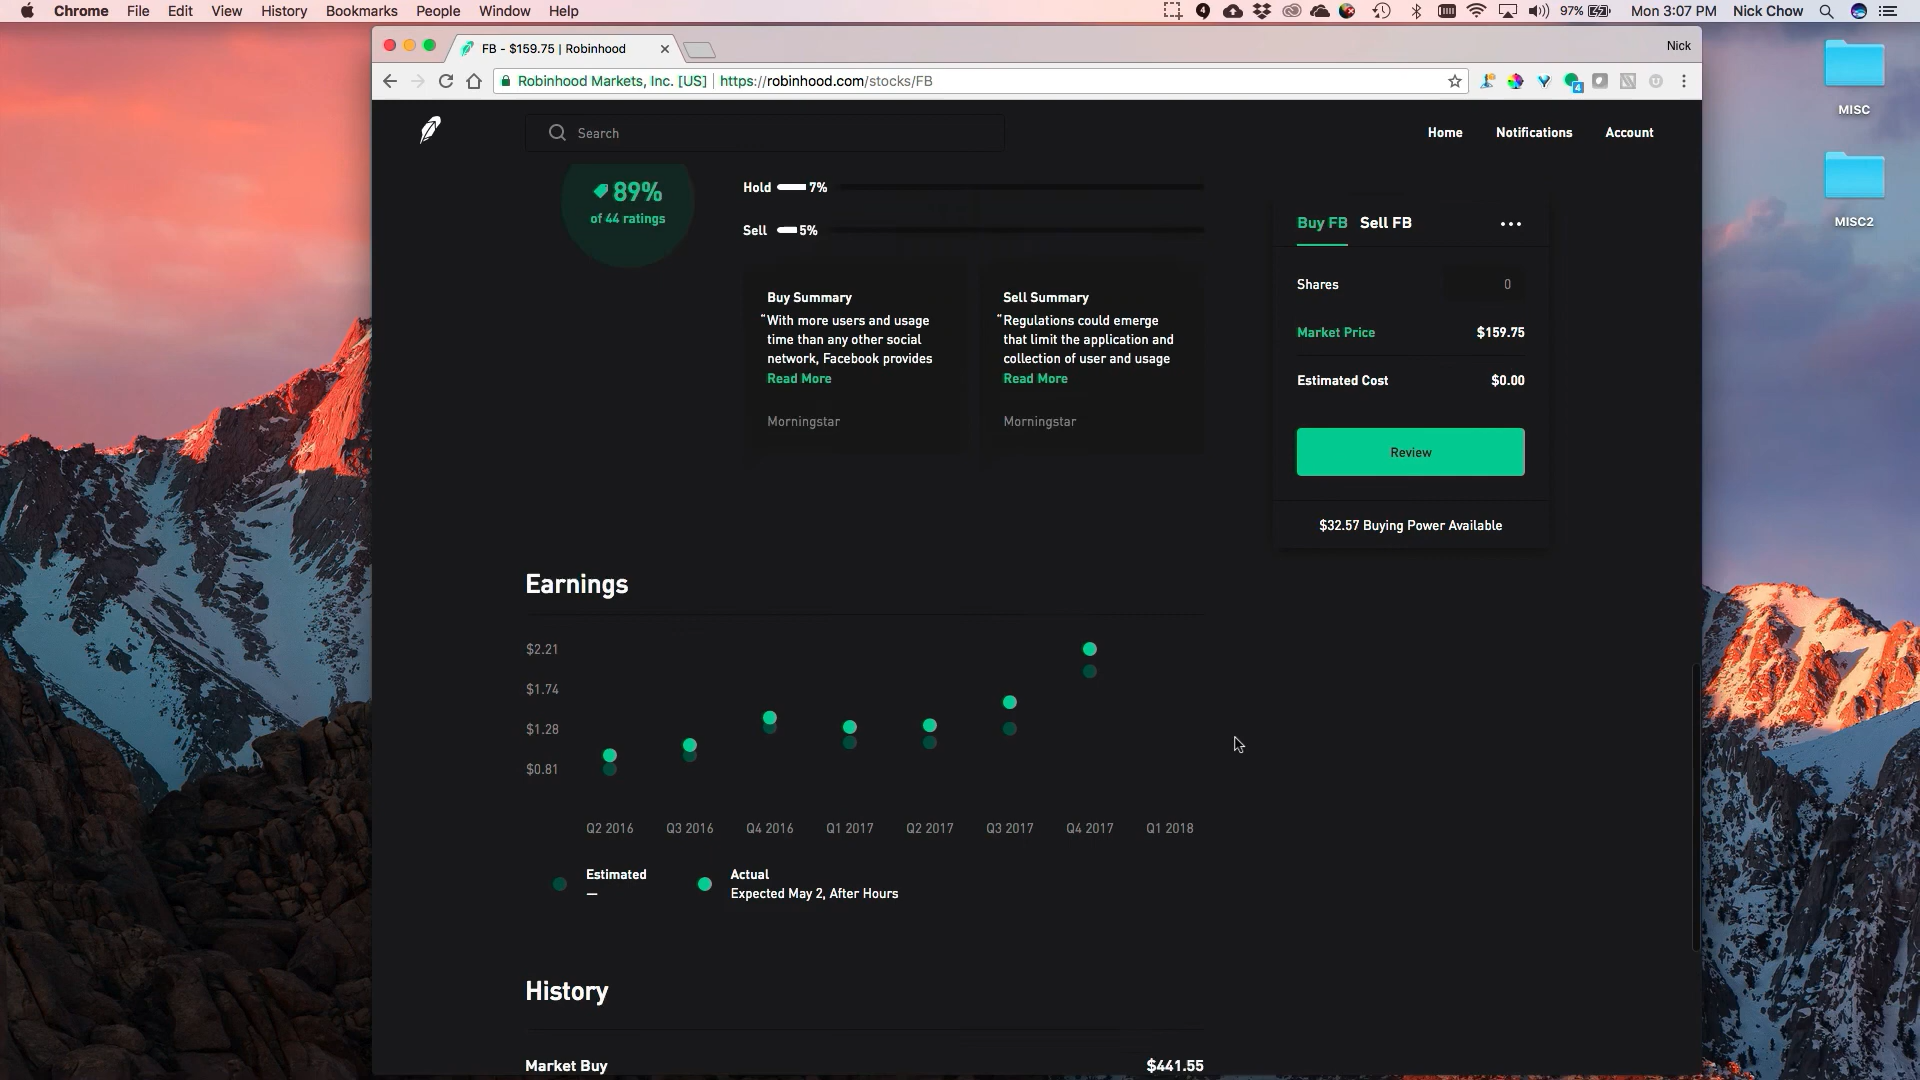 Chrome File Edit View History Bookmarks People Window Help
97% Mon 3:07 PM Nick Chow
FB - $159.75 | Robinhood
Nick
Robinhood Markets, Inc. [US] https://robinhood.com/stocks/FB
4
Search
Home Notifications Account
MISC
MISC2
89%
of 44 ratings
Hold 7%
Sell 5%
Buy Summary
“With more users and usage
time than any other social
network, Facebook provides
Read More
Morningstar
Sell Summary
“Regulations could emerge
that limit the application and
collection of user and usage
Read More
Morningstar
Buy FB Sell FB
Shares 0
Market Price $159.75
Estimated Cost $0.00
Review
$32.57 Buying Power Available
Earnings
$2.21
$1.74
$1.28
$0.81
Q2 2016 Q3 2016 Q4 2016 Q1 2017 Q2 2017 Q3 2017 Q4 2017 Q1 2018
Estimated
—
Actual
Expected May 2, After Hours
History
Market Buy $441.55